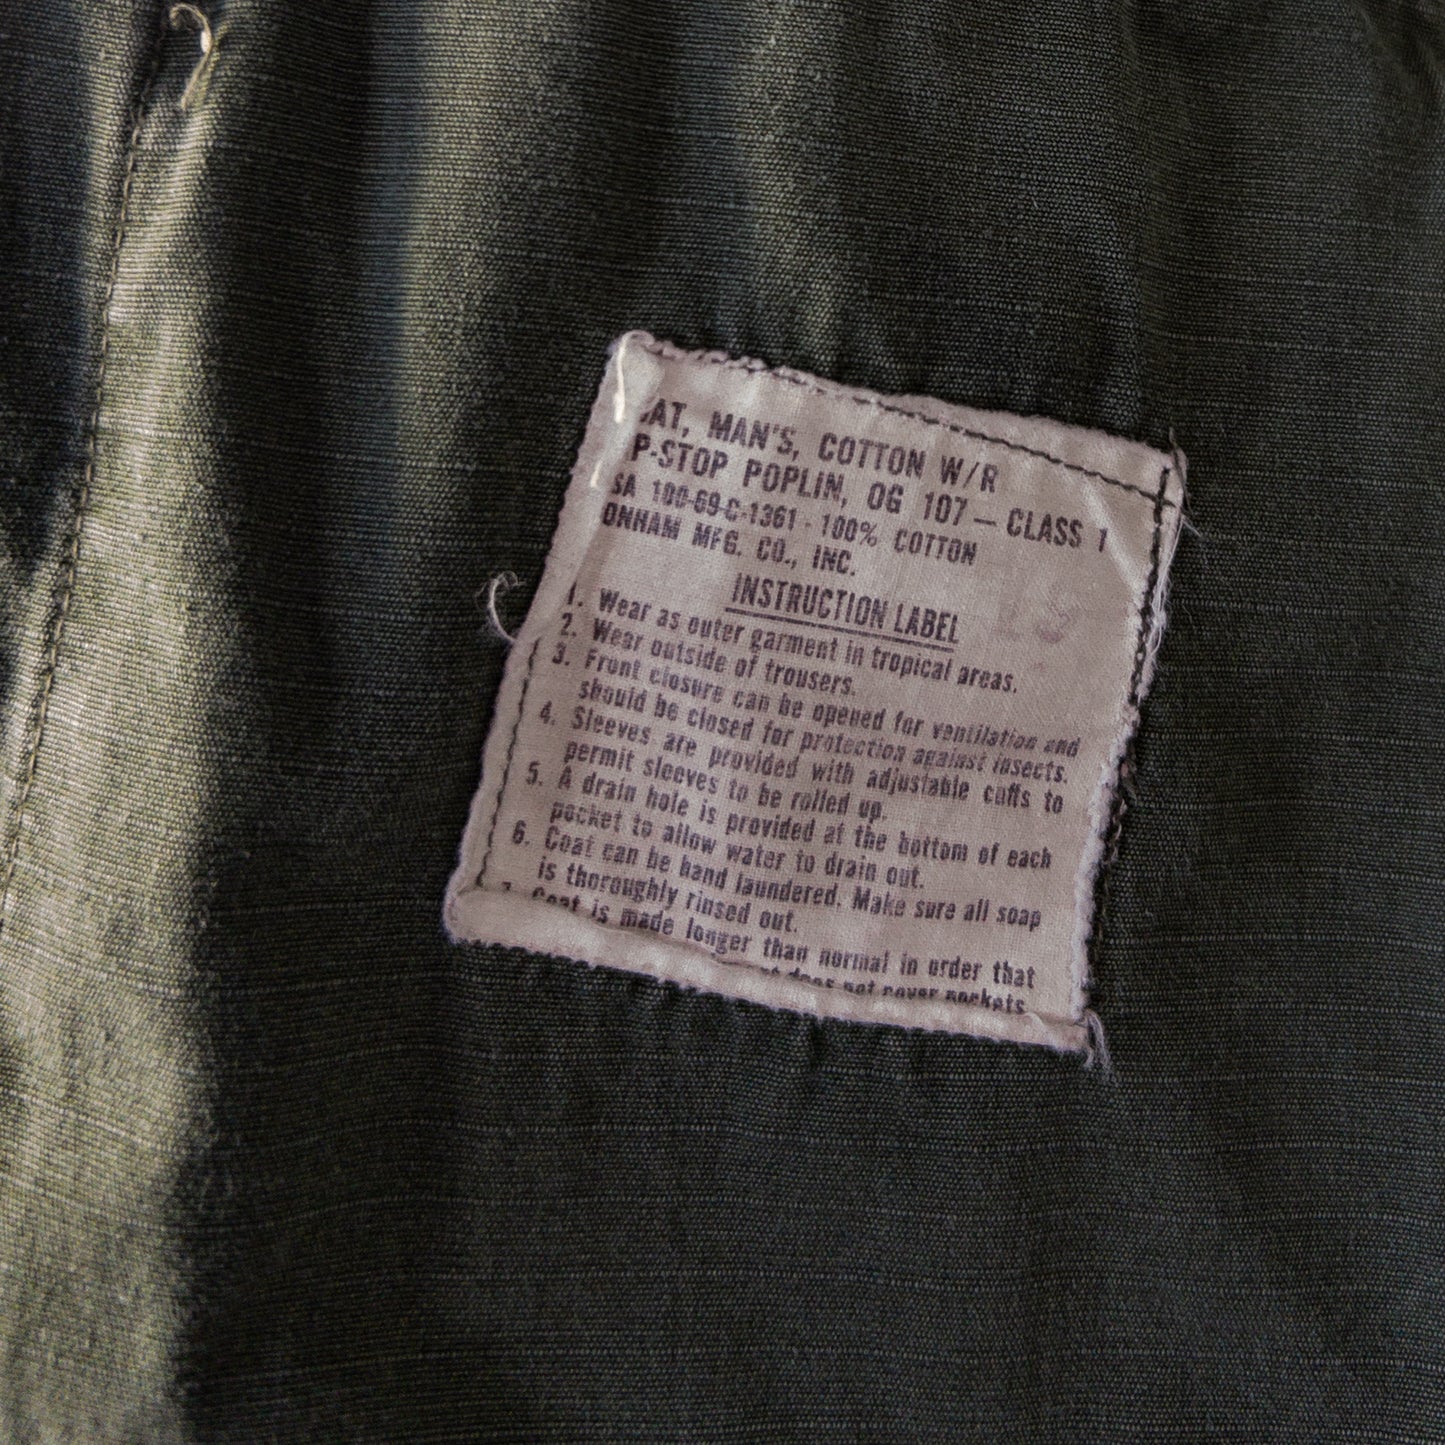 AT, MAN'S, COTTON W/R
P-STOP POPLIN, OG 107 — CLASS 1
SA 100-69-C-1361 - 100% COTTON
ONHAM MFG. CO., INC.
INSTRUCTION LABEL
1. Wear as outer garment in tropical areas.
2. Wear outside of trousers.
3. Front closure can be opened for ventilation and
should be closed for protection against insects.
4. Sleeves are provided with adjustable cuffs to
permit sleeves to be rolled up.
5. A drain hole is provided at the bottom of each
pocket to allow water to drain out.
6. Coat can be hand laundered. Make sure all soap
is thoroughly rinsed out.
7. Coat is made longer than normal in order that
does not cover pockets